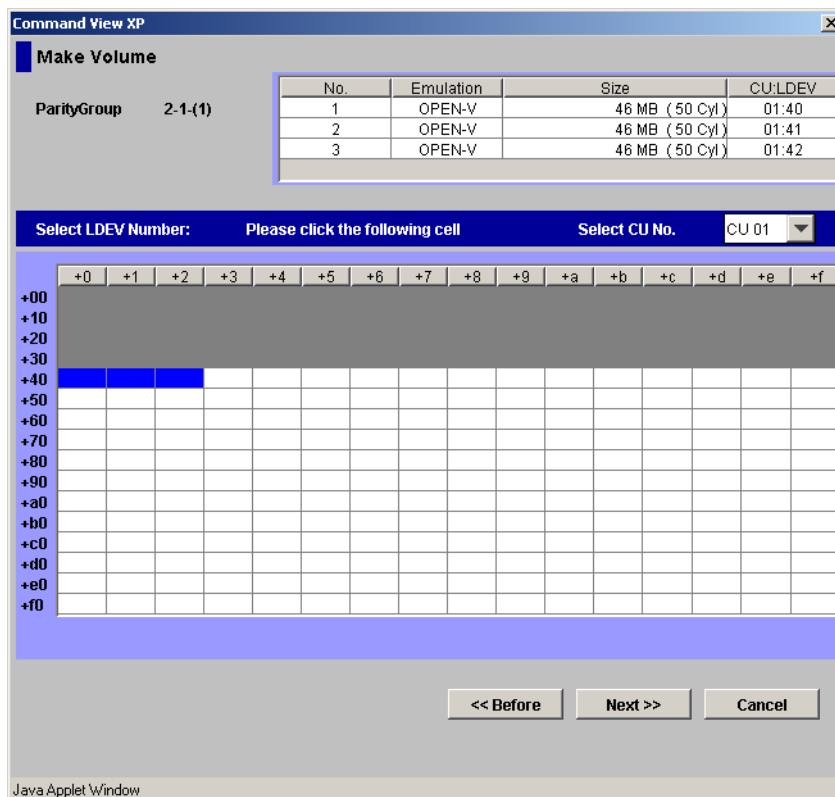 Command View XP
Make Volume
ParityGroup 2-1-(1)
No. Emulation Size CU:LDEV
1 OPEN-V 46 MB ( 50 Cyl ) 01:40
2 OPEN-V 46 MB ( 50 Cyl ) 01:41
3 OPEN-V 46 MB ( 50 Cyl ) 01:42
Select LDEV Number: Please click the following cell Select CU No. CU 01
+0 +1 +2 +3 +4 +5 +6 +7 +8 +9 +a +b +c +d +e +f
+00
+10
+20
+30
+40
+50
+60
+70
+80
+90
+a0
+b0
+c0
+d0
+e0
+f0
<< Before Next >> Cancel
Java Applet Window